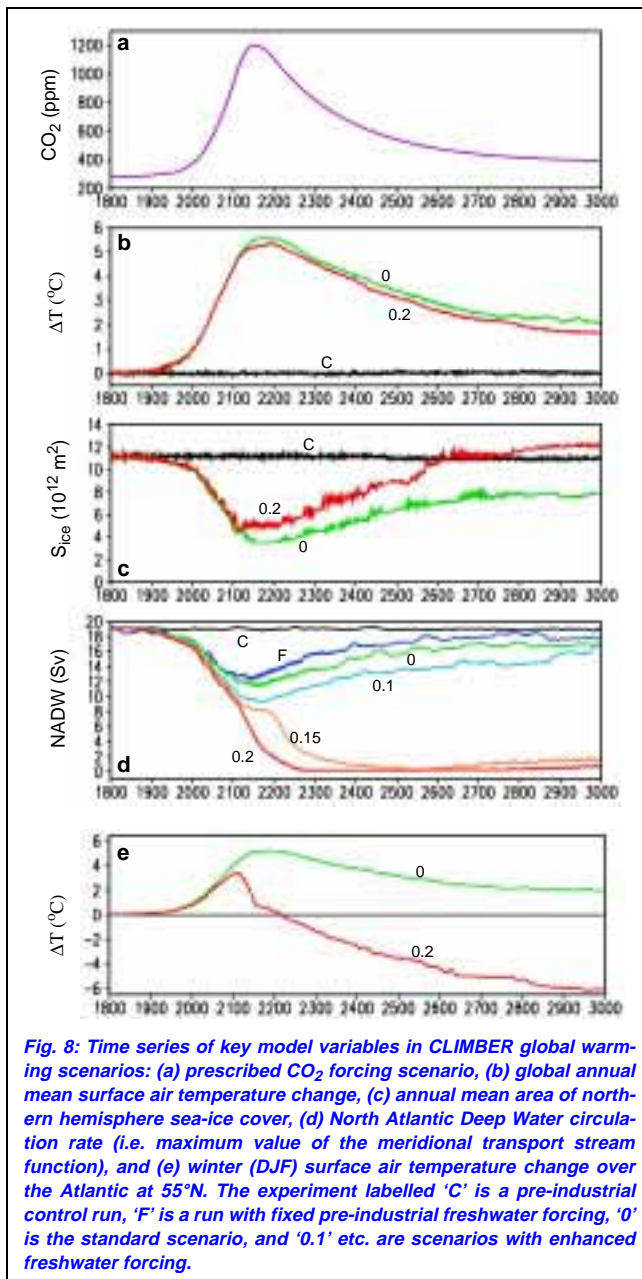 a
1200
1000
800
600
400
200
CO2 (ppm)
1800 1900 2000 2100 2200 2300 2400 2500 2600 2700 2800 2900 3000
b
6
5
4
3
2
1
0
ΔT (°C)
0
0.2
C
1800 1900 2000 2100 2200 2300 2400 2500 2600 2700 2800 2900 3000
14
12
10
8
6
4
2
0
Sice (10¹² m²)
C
0.2
0
c
1800 1900 2000 2100 2200 2300 2400 2500 2600 2700 2800 2900 3000
20
18
16
14
12
10
8
6
4
2
0
NADW (Sv)
C
F
0
0.1
0.15
0.2
d
1800 1900 2000 2100 2200 2300 2400 2500 2600 2700 2800 2900 3000
e
6
4
2
0
−2
−4
−6
ΔT (°C)
0
0.2
1800 1900 2000 2100 2200 2300 2400 2500 2600 2700 2800 2900 3000
Fig. 8: Time series of key model variables in CLIMBER global warm-
ing scenarios: (a) prescribed CO2 forcing scenario, (b) global annual
mean surface air temperature change, (c) annual mean area of north-
ern hemisphere sea-ice cover, (d) North Atlantic Deep Water circula-
tion rate (i.e. maximum value of the meridional transport stream
function), and (e) winter (DJF) surface air temperature change over
the Atlantic at 55°N. The experiment labelled ‘C’ is a pre-industrial
control run, ‘F’ is a run with fixed pre-industrial freshwater forcing, ‘0’
is the standard scenario, and ‘0.1’ etc. are scenarios with enhanced
freshwater forcing.